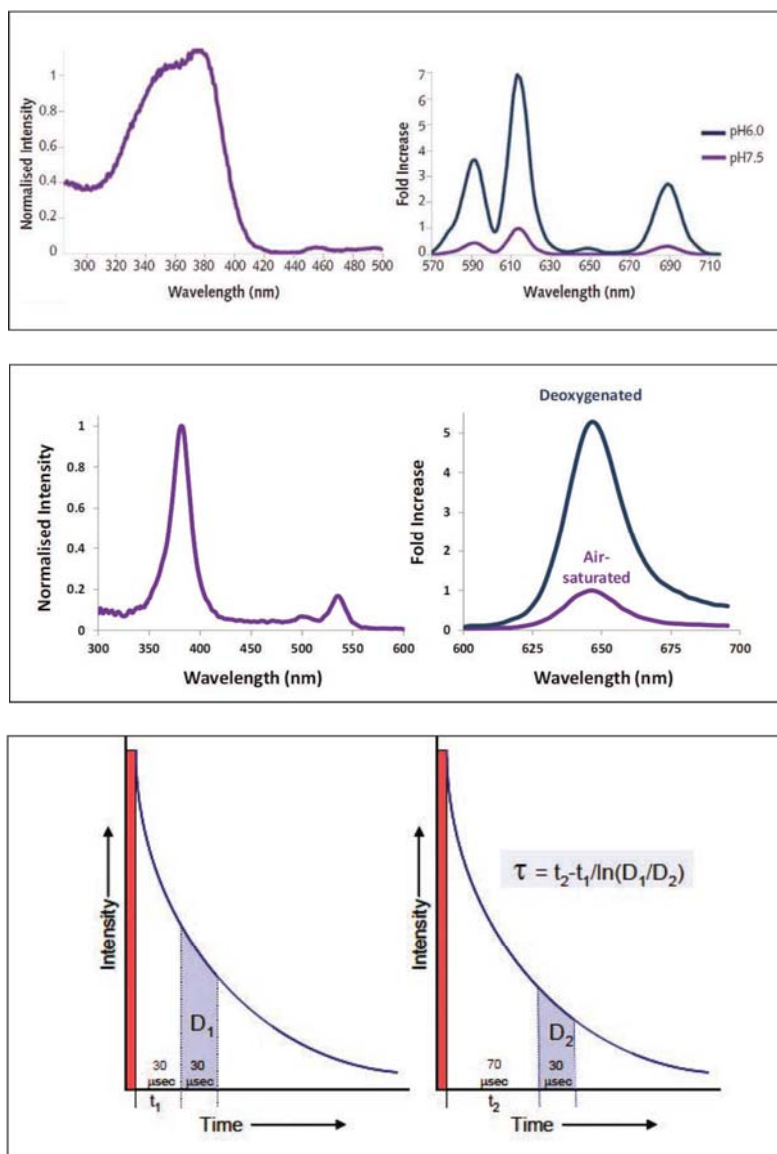 Normalised Intensity
1
0.8
0.6
0.4
0.2
0
300 320 340 360 380 400 420 440 460 480 500
Wavelength (nm)
Fold Increase
7
6
5
4
3
2
1
0
570 590 610 630 650 670 690 710
Wavelength (nm)
pH6.0
pH7.5
Normalised Intensity
1
0.8
0.6
0.4
0.2
0
300 350 400 450 500 550 600
Wavelength (nm)
Fold Increase
5
4
3
2
1
0
600 625 650 675 700
Wavelength (nm)
Deoxygenated
Air-
saturated
Intensity
D1
30
μsec
30
μsec
t1
Time
Intensity
τ = t2-t1/ln(D1/D2)
D2
70
μsec
30
μsec
t2
Time